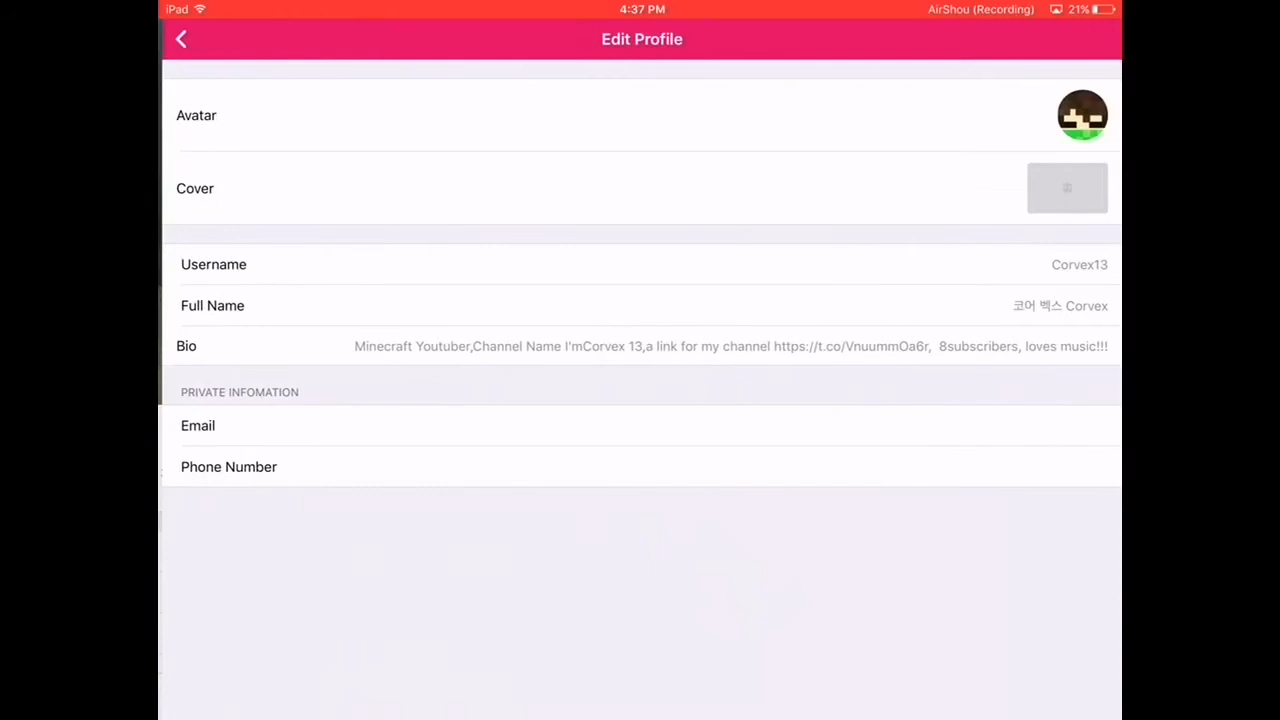 iPad 4:37 PM AirShou (Recording) 21%
Edit Profile
Avatar
Cover
Username Corvex13
Full Name 코어 벡스 Corvex
Bio Minecraft Youtuber,Channel Name I'mCorvex 13,a link for my channel https://t.co/VnuummOa6r, 8subscribers, loves music!!!
PRIVATE INFOMATION
Email
Phone Number